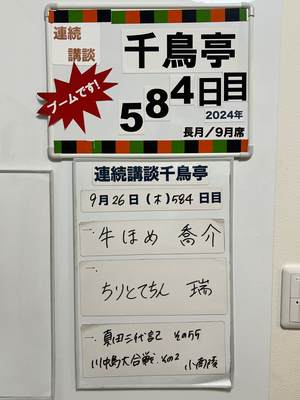 連続
講談
千鳥亭
ブームです!
584日目
2024年
長月/9月席
連続講談千鳥亭
9月26日(木)584日目
一、牛ほめ 喬介
一、ちりとてちん 瑞
一、真田三代記 その55
川中島大合戦.その2 小南陵